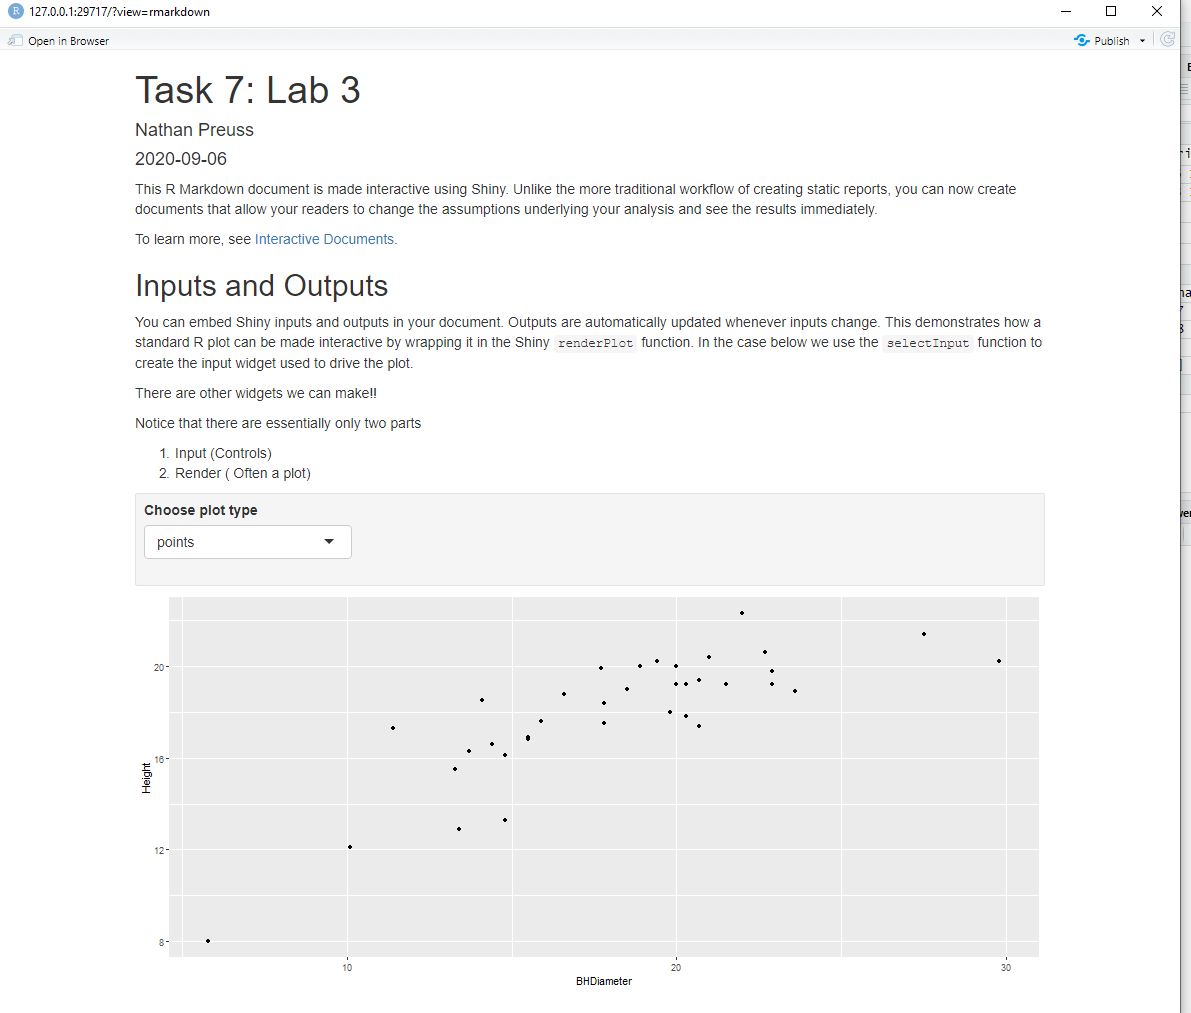 R 127.0.0.1:29717/?view=rmarkdown
Open in Browser
Publish
Task 7: Lab 3
Nathan Preuss
2020-09-06
This R Markdown document is made interactive using Shiny. Unlike the more traditional workflow of creating static reports, you can now create
documents that allow your readers to change the assumptions underlying your analysis and see the results immediately.
To learn more, see Interactive Documents.
Inputs and Outputs
You can embed Shiny inputs and outputs in your document. Outputs are automatically updated whenever inputs change. This demonstrates how a
standard R plot can be made interactive by wrapping it in the Shiny renderPlot function. In the case below we use the selectInput function to
create the input widget used to drive the plot.
There are other widgets we can make!!
Notice that there are essentially only two parts
1. Input (Controls)
2. Render ( Often a plot)
Choose plot type
points
20
16
12
8
Height
10 20 30
BHDiameter